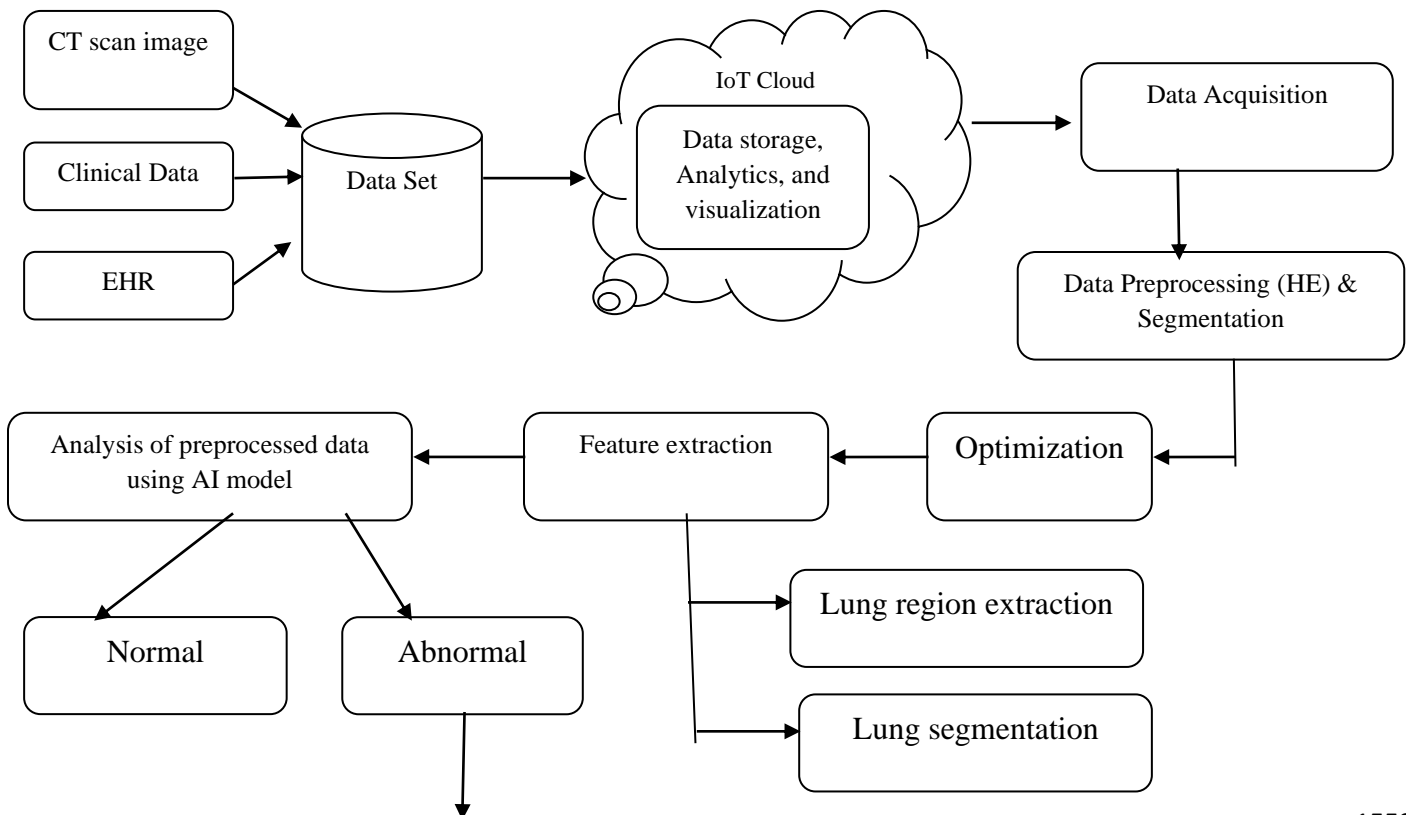 CT scan image
Clinical Data
EHR
Data Set
IoT Cloud
Data storage,
Analytics, and
visualization
Data Acquisition
Data Preprocessing (HE) &
Segmentation
Optimization
Feature extraction
Analysis of preprocessed data
using AI model
Lung region extraction
Lung segmentation
Normal
Abnormal